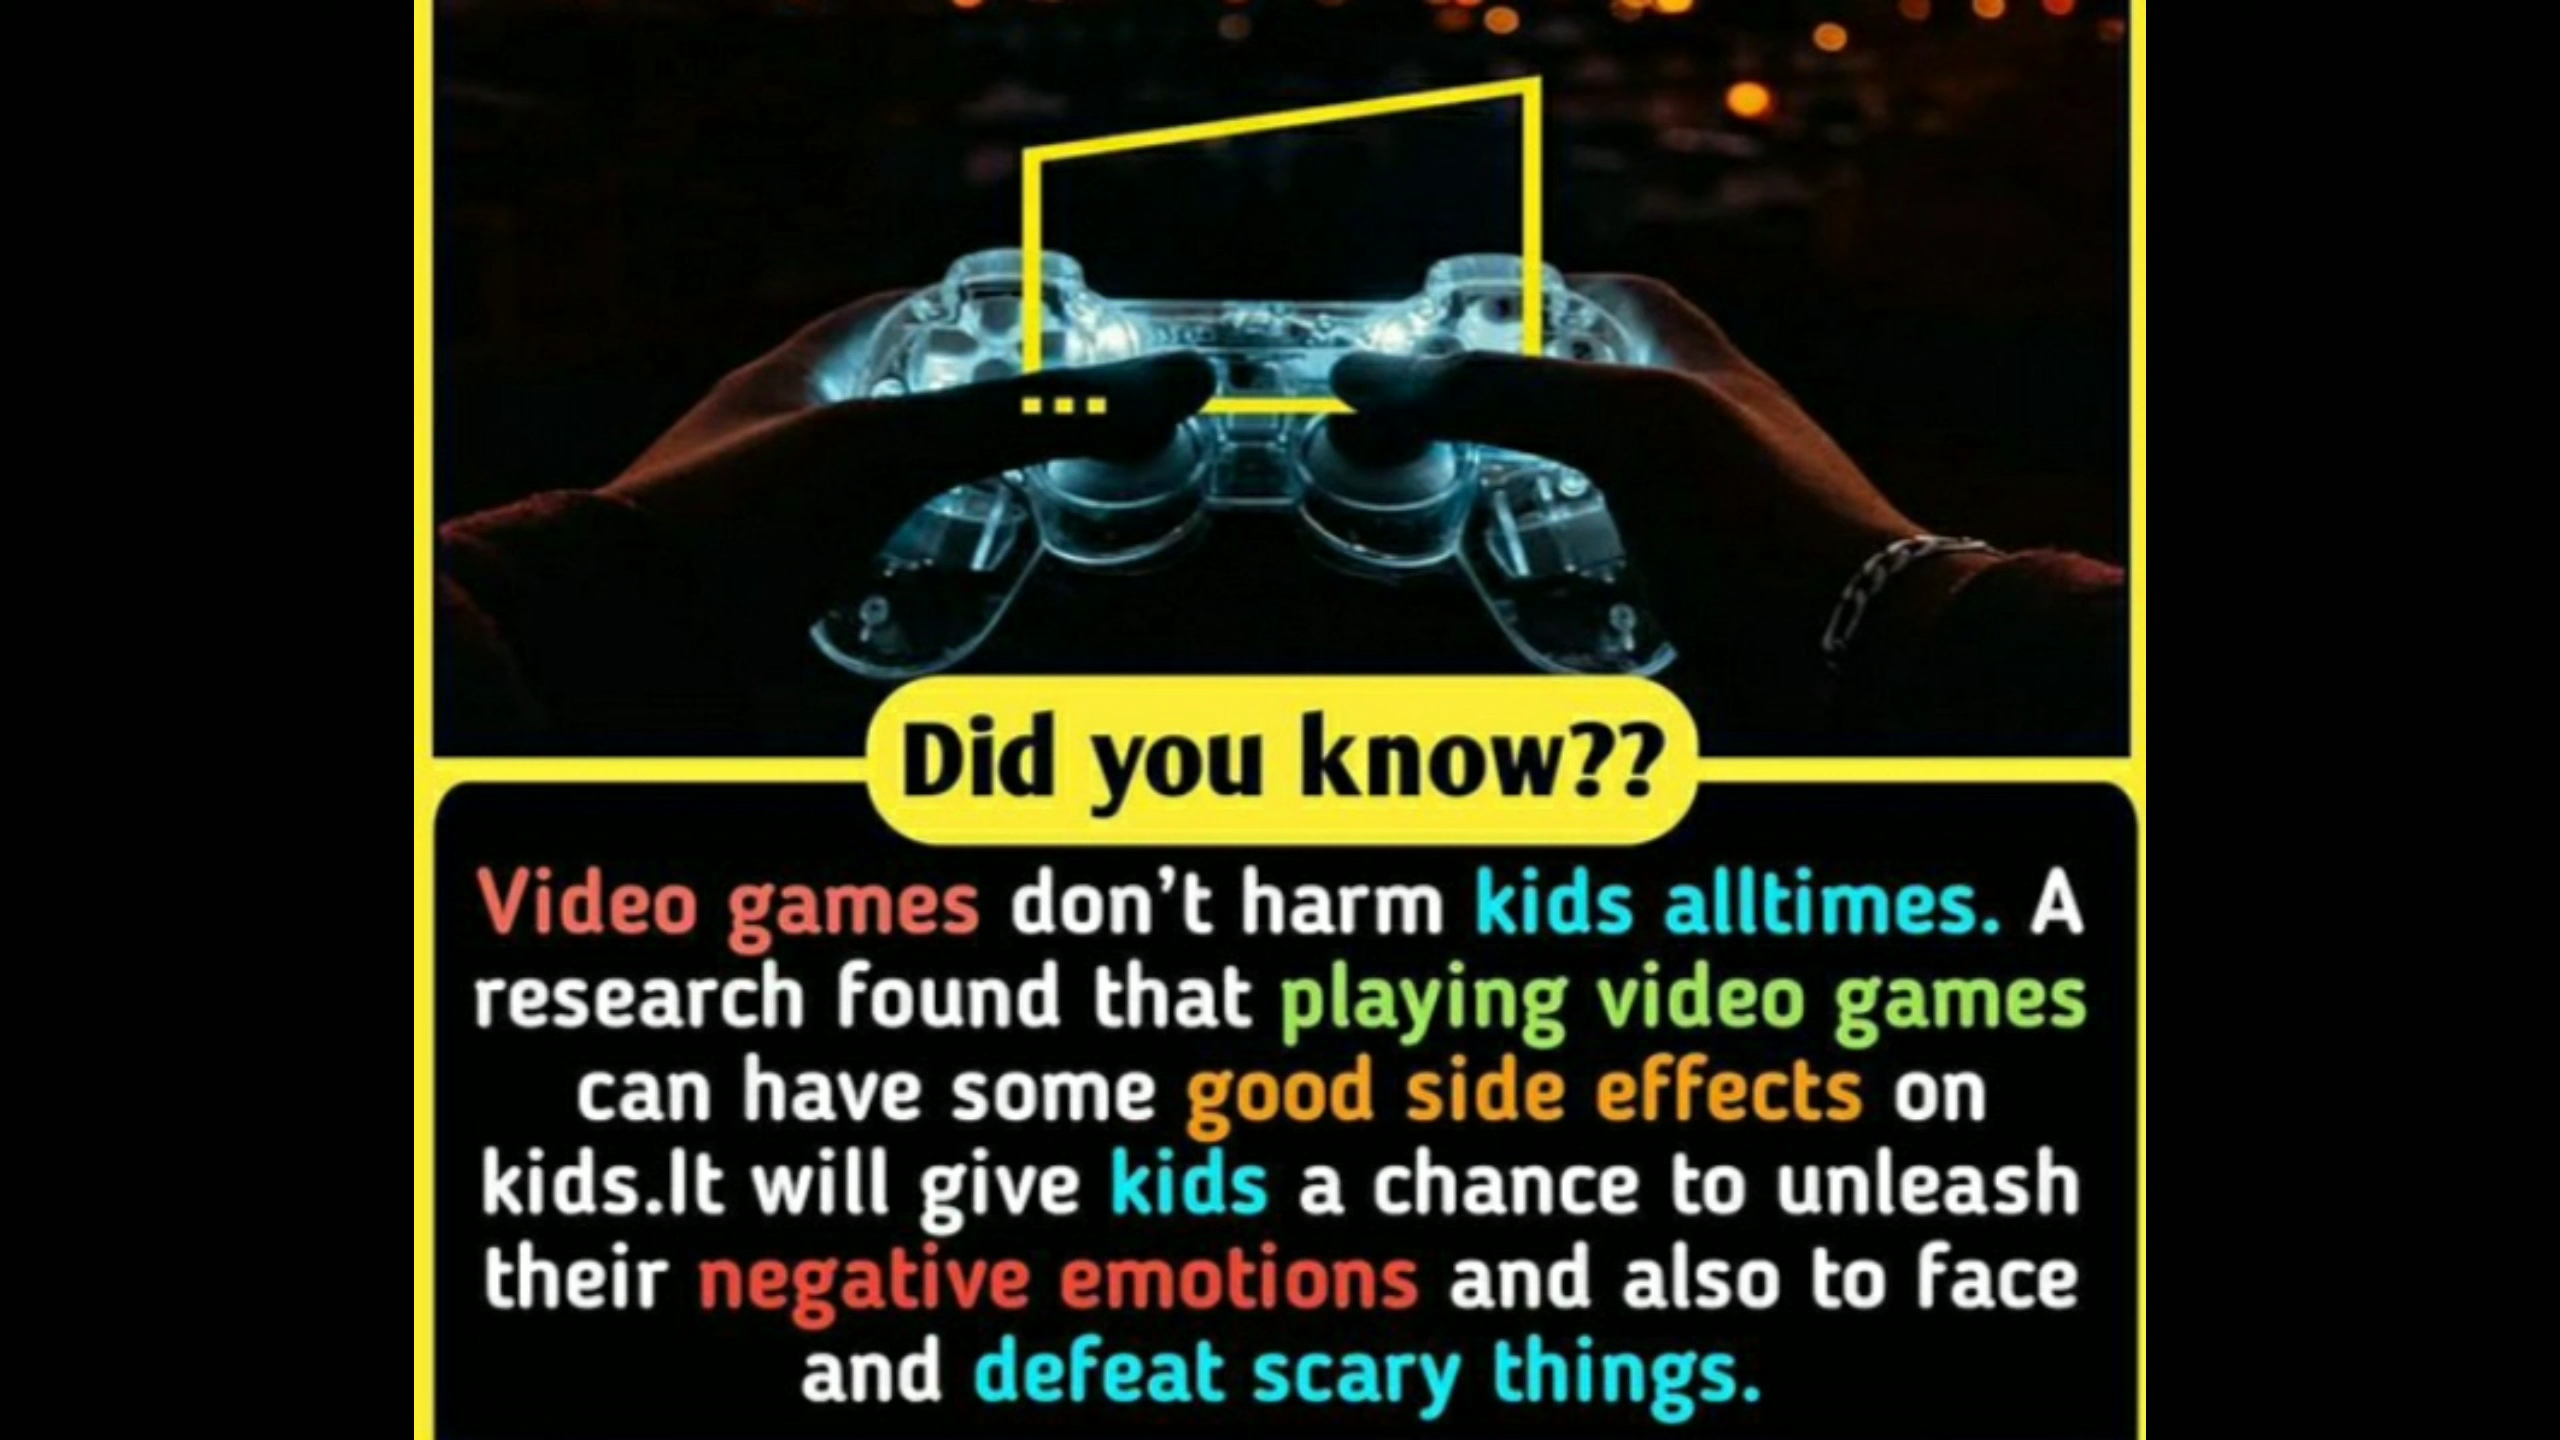 Did you know??
Video games don't harm kids alltimes. A
research found that playing video games
can have some good side effects on
kids.It will give kids a chance to unleash
their negative emotions and also to face
and defeat scary things.